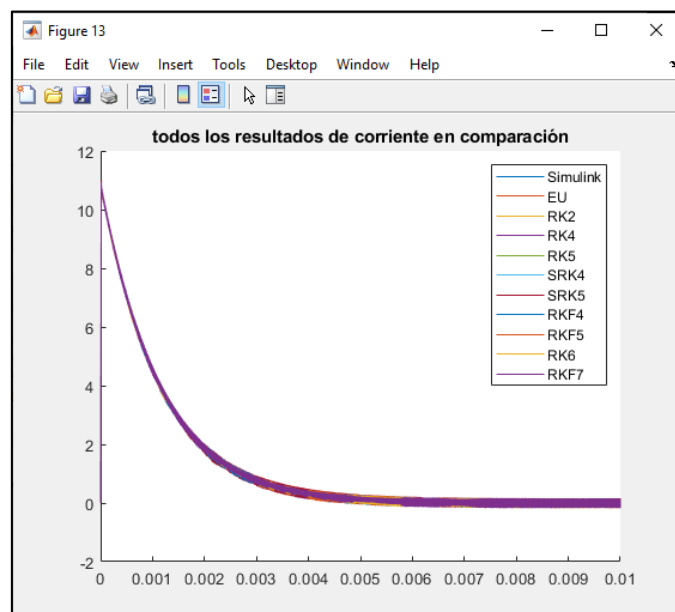 Figure 13
File Edit View Insert Tools Desktop Window Help
todos los resultados de corriente en comparación
12
10
8
6
4
2
0
-2
0 0.001 0.002 0.003 0.004 0.005 0.006 0.007 0.008 0.009 0.01
Simulink
EU
RK2
RK4
RK5
SRK4
SRK5
RKF4
RKF5
RK6
RKF7